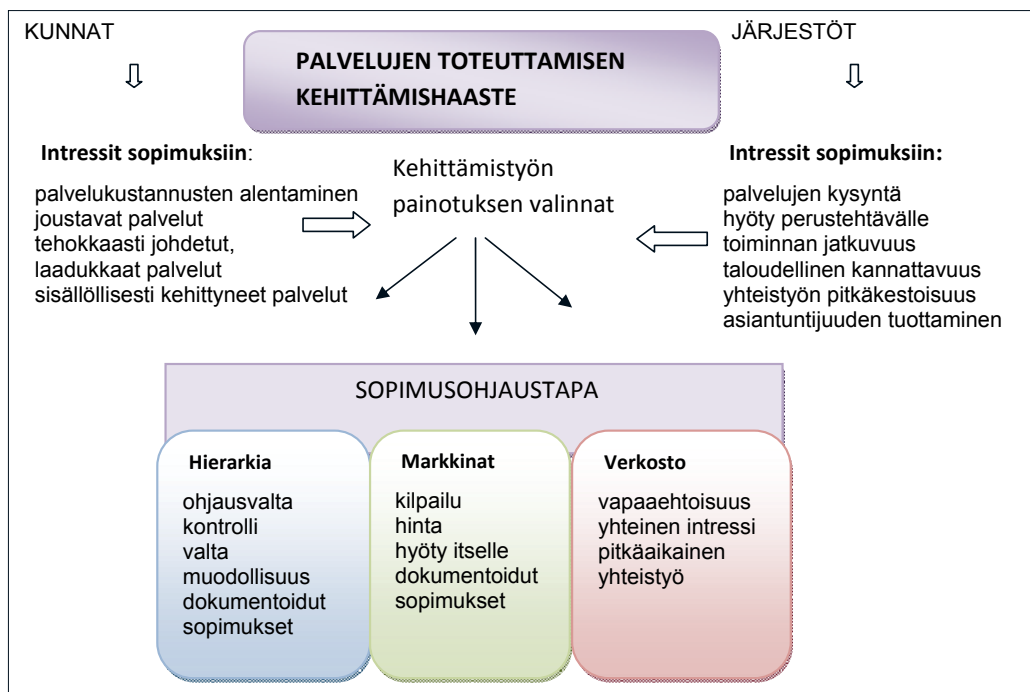 KUNNAT
JÄRJESTÖT
PALVELUJEN TOTEUTTAMISEN
KEHITTÄMISHAASTE
Intressit sopimuksiin:
palvelukustannusten alentaminen
joustavat palvelut
tehokkaasti johdetut,
laadukkaat palvelut
sisällöllisesti kehittyneet palvelut
Kehittämistyön
painotuksen valinnat
Intressit sopimuksiin:
palvelujen kysyntä
hyöty perustehtävälle
toiminnan jatkuvuus
taloudellinen kannattavuus
yhteistyön pitkäkestoisuus
asiantuntijuuden tuottaminen
SOPIMUSOHJAUSTAPA
Hierarkia
ohjausvalta
kontrolli
valta
muodollisuus
dokumentoidut
sopimukset
Markkinat
kilpailu
hinta
hyöty itselle
dokumentoidut
sopimukset
Verkosto
vapaaehtoisuus
yhteinen intressi
pitkäaikainen
yhteistyö